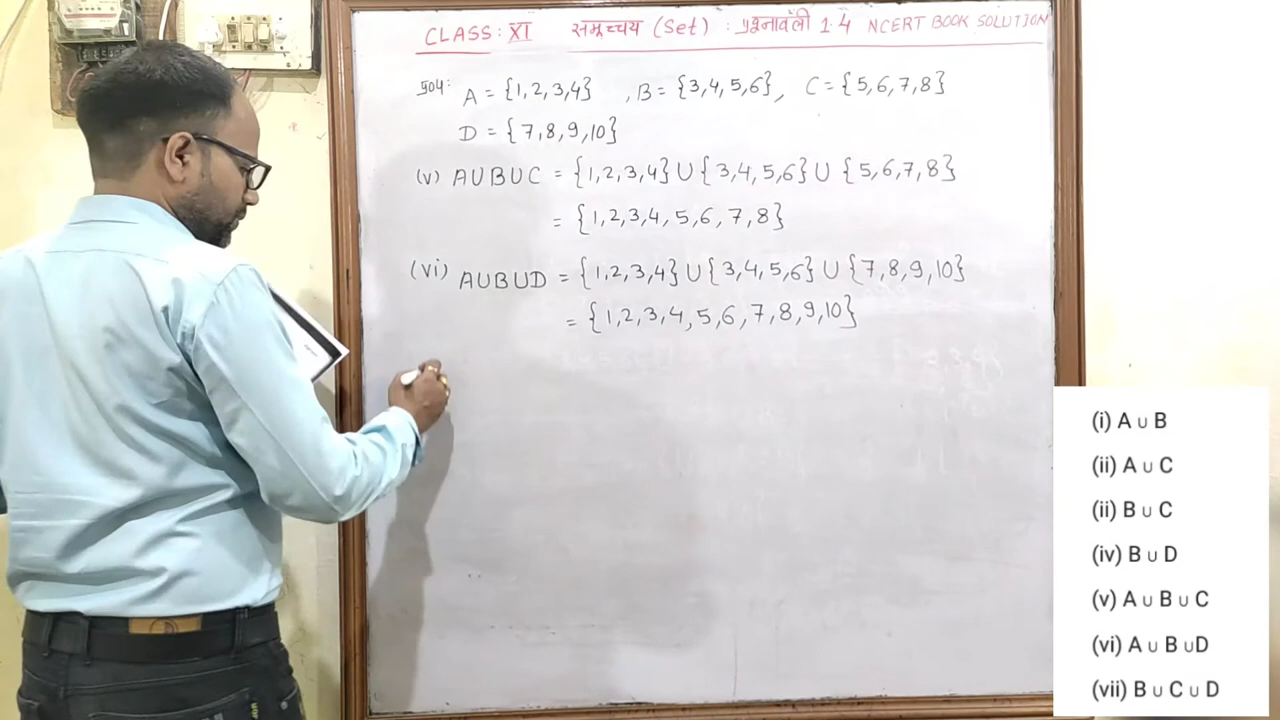 CLASS: XI समूच्चय (Set) : प्रश्नावली 1.4 NCERT BOOK SOLUTION
प्र04: A = {1,2,3,4} , B = {3,4,5,6}, C = {5,6,7,8}
D = {7,8,9,10}
(v) A∪B∪C = {1,2,3,4} ∪ {3,4,5,6} ∪ {5,6,7,8}
= {1,2,3,4,5,6,7,8}
(vi) A∪B∪D = {1,2,3,4} ∪ {3,4,5,6} ∪ {7,8,9,10}
= {1,2,3,4,5,6,7,8,9,10}
(i) A ∪ B
(ii) A ∪ C
(ii) B ∪ C
(iv) B ∪ D
(v) A ∪ B ∪ C
(vi) A ∪ B ∪D
(vii) B ∪ C ∪ D